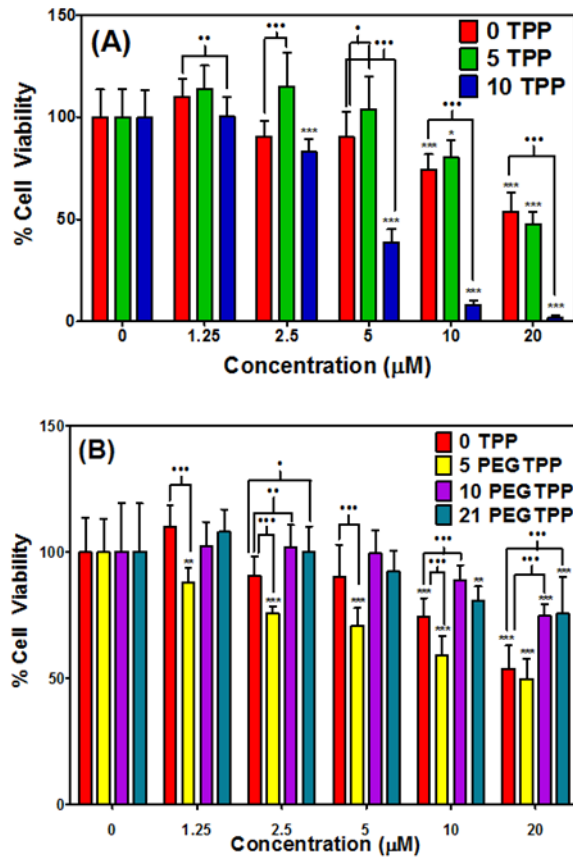 (A)
0 TPP
5 TPP
10 TPP
% Cell Viability
150
100
50
0
•• ••• • ••• ••• •••
*** *** *** * *** *** *** ***
0 1.25 2.5 5 10 20
Concentration (µM)
(B)
0 TPP
5 PEGTPP
10 PEGTPP
21 PEGTPP
% Cell Viability
150
100
50
0
••• • •• ••• ••• ••• ••• ••• •••
** *** *** *** *** ** *** *** *** ***
0 1.25 2.5 5 10 20
Concentration (µM)